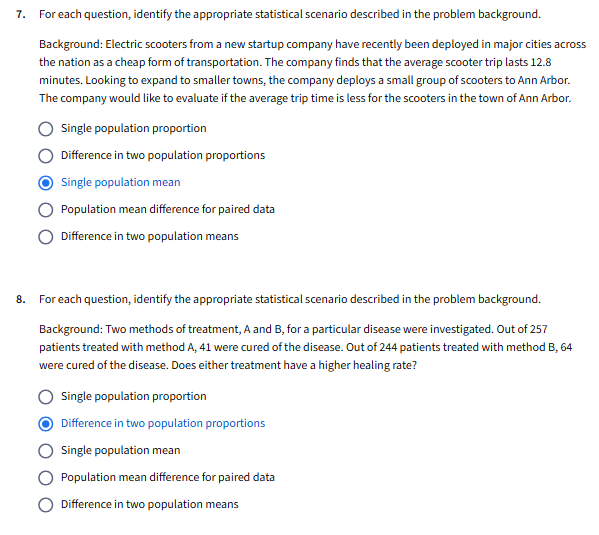 7. For each question, identify the appropriate statistical scenario described in the problem background.
Background: Electric scooters from a new startup company have recently been deployed in major cities across
the nation as a cheap form of transportation. The company finds that the average scooter trip lasts 12.8
minutes. Looking to expand to smaller towns, the company deploys a small group of scooters to Ann Arbor.
The company would like to evaluate if the average trip time is less for the scooters in the town of Ann Arbor.
Single population proportion
Difference in two population proportions
Single population mean
Population mean difference for paired data
Difference in two population means
8. For each question, identify the appropriate statistical scenario described in the problem background.
Background: Two methods of treatment, A and B, for a particular disease were investigated. Out of 257
patients treated with method A, 41 were cured of the disease. Out of 244 patients treated with method B, 64
were cured of the disease. Does either treatment have a higher healing rate?
Single population proportion
Difference in two population proportions
Single population mean
Population mean difference for paired data
Difference in two population means